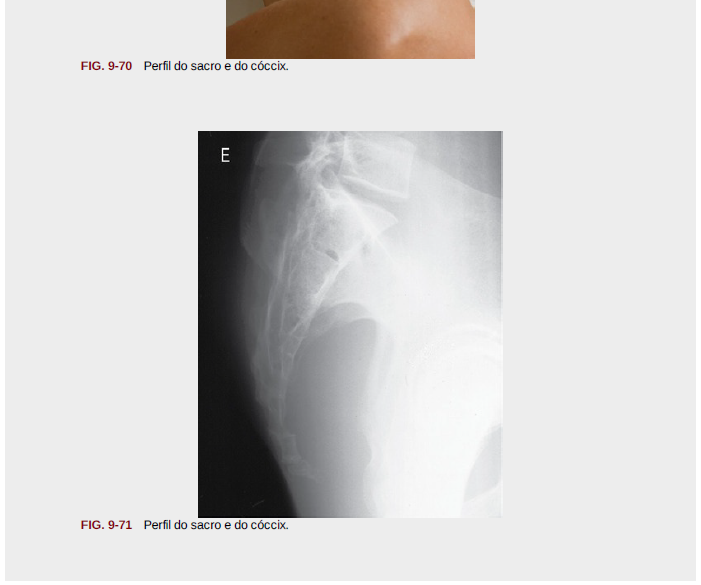 FIG. 9-70 Perfil do sacro e do cóccix.
E
FIG. 9-71 Perfil do sacro e do cóccix.